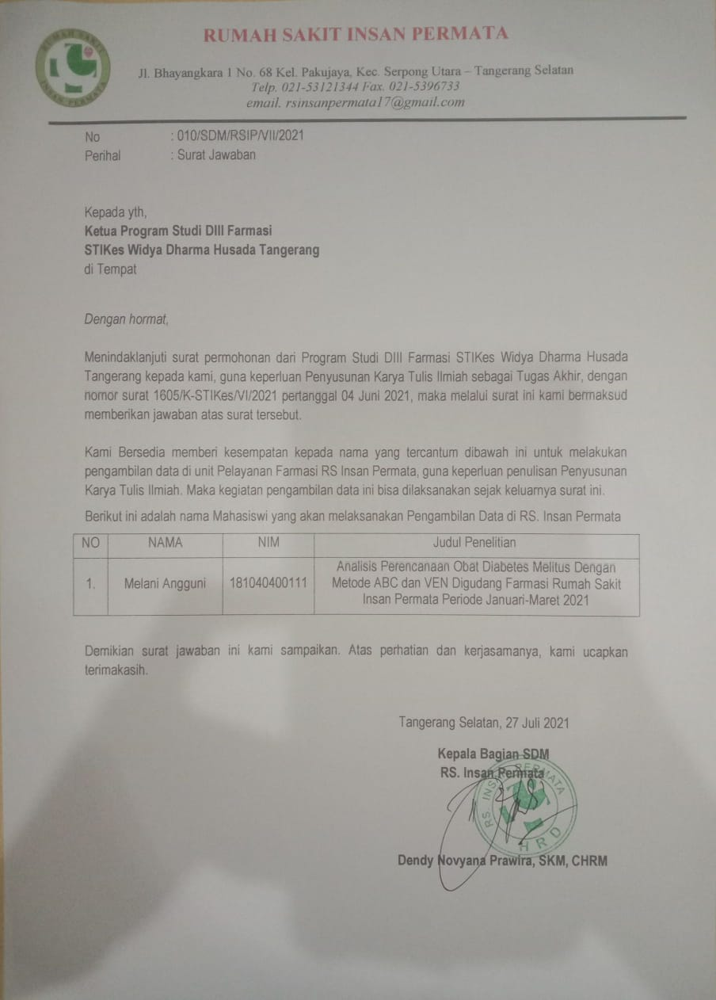 RUMAH SAKIT INSAN PERMATA
RUMAH SAKIT
INSAN PERMATA
Jl. Bhayangkara 1 No. 68 Kel. Pakujaya, Kec. Serpong Utara – Tangerang Selatan
Telp. 021-53121344 Fax. 021-5396733
email. rsinsanpermata17@gmail.com
No : 010/SDM/RSIP/VII/2021
Perihal : Surat Jawaban
Kepada yth,
Ketua Program Studi DIII Farmasi
STIKes Widya Dharma Husada Tangerang
di Tempat
Dengan hormat,
Menindaklanjuti surat permohonan dari Program Studi DIII Farmasi STIKes Widya Dharma Husada
Tangerang kepada kami, guna keperluan Penyusunan Karya Tulis Ilmiah sebagai Tugas Akhir, dengan
nomor surat 1605/K-STIKes/VI/2021 pertanggal 04 Juni 2021, maka melalui surat ini kami bermaksud
memberikan jawaban atas surat tersebut.
Kami Bersedia memberi kesempatan kepada nama yang tercantum dibawah ini untuk melakukan
pengambilan data di unit Pelayanan Farmasi RS Insan Permata, guna keperluan penulisan Penyusunan
Karya Tulis Ilmiah. Maka kegiatan pengambilan data ini bisa dilaksanakan sejak keluarnya surat ini.
Berikut ini adalah nama Mahasiswi yang akan melaksanakan Pengambilan Data di RS. Insan Permata
NO NAMA NIM Judul Penelitian
1. Melani Angguni 181040400111 Analisis Perencanaan Obat Diabetes Melitus Dengan
Metode ABC dan VEN Digudang Farmasi Rumah Sakit
Insan Permata Periode Januari-Maret 2021
Demikian surat jawaban ini kami sampaikan. Atas perhatian dan kerjasamanya, kami ucapkan
terimakasih.
Tangerang Selatan, 27 Juli 2021
Kepala Bagian SDM
RS. Insan Permata
RS. INSAN PERMATA
HRD
Dendy Novyana Prawira, SKM, CHRM